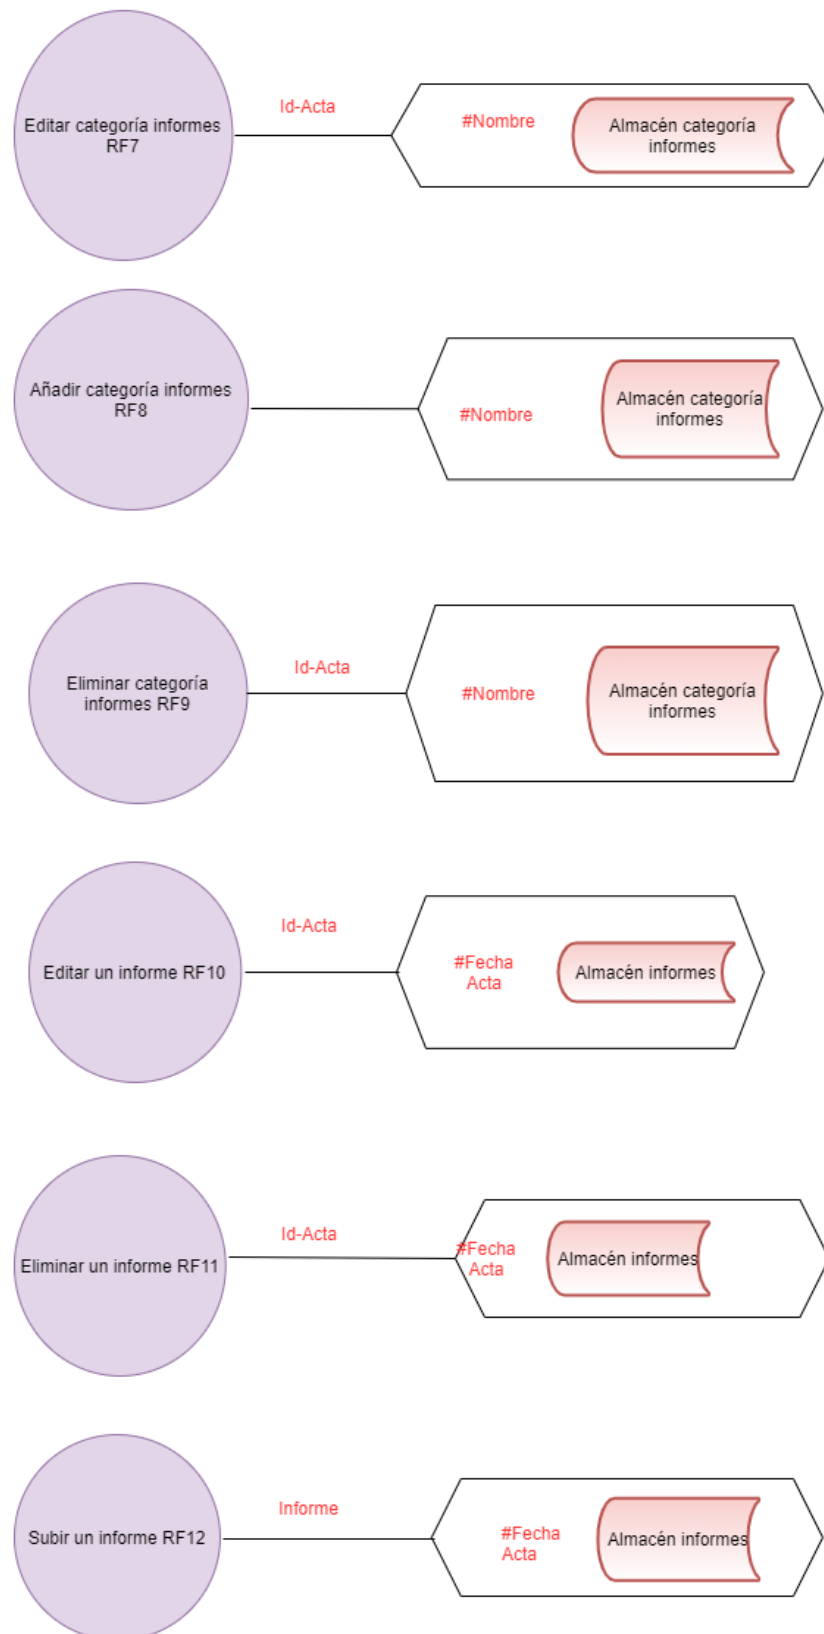 Editar categoría informes
RF7
Id-Acta
#Nombre
Almacén categoría
informes
Añadir categoría informes
RF8
#Nombre
Almacén categoría
informes
Eliminar categoría
informes RF9
Id-Acta
#Nombre
Almacén categoría
informes
Editar un informe RF10
Id-Acta
#Fecha
Acta
Almacén informes
Eliminar un informe RF11
Id-Acta
#Fecha
Acta
Almacén informes
Subir un informe RF12
Informe
#Fecha
Acta
Almacén informes